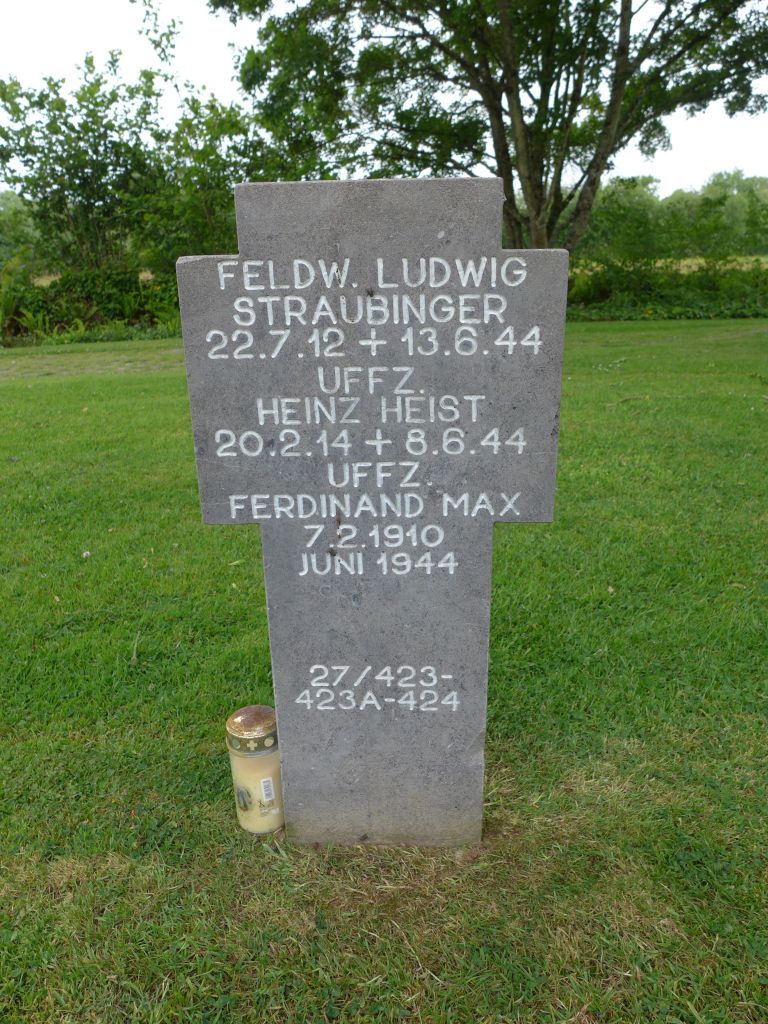 FELDW. LUDWIG
STRAUBINGER
22.7.12 + 13.6.44
UFFZ.
HEINZ HEIST
20.2.14 + 8.6.44
UFFZ.
FERDINAND MAX
7.2.1910
JUNI 1944
27/423-
423A-424